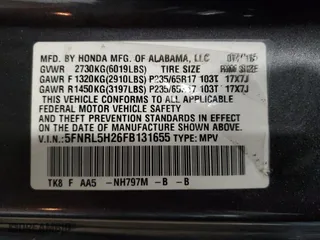 MFD. BY HONDA MFG. OF ALABAMA, LLC
GVWR 2730KG(6019LBS) TIRE SIZE
GAWR F 1320KG(2910LBS) P235/65R17 103T 17X7J
GAWR R 1450KG(3197LBS) P235/65R17 103T 17X7J
THIS VEHICLE CONFORMS TO ALL APPLICABLE
FEDERAL MOTOR VEHICLE SAFETY
AND THEFT PREVENTION STANDARDS IN EFFECT
ON THE DATE OF MANUFACTURE SHOWN ABOVE.
V.I.N.:5FNRL5H26FB131655 TYPE: MPV
TK8 F AA5 -NH797M -B -B